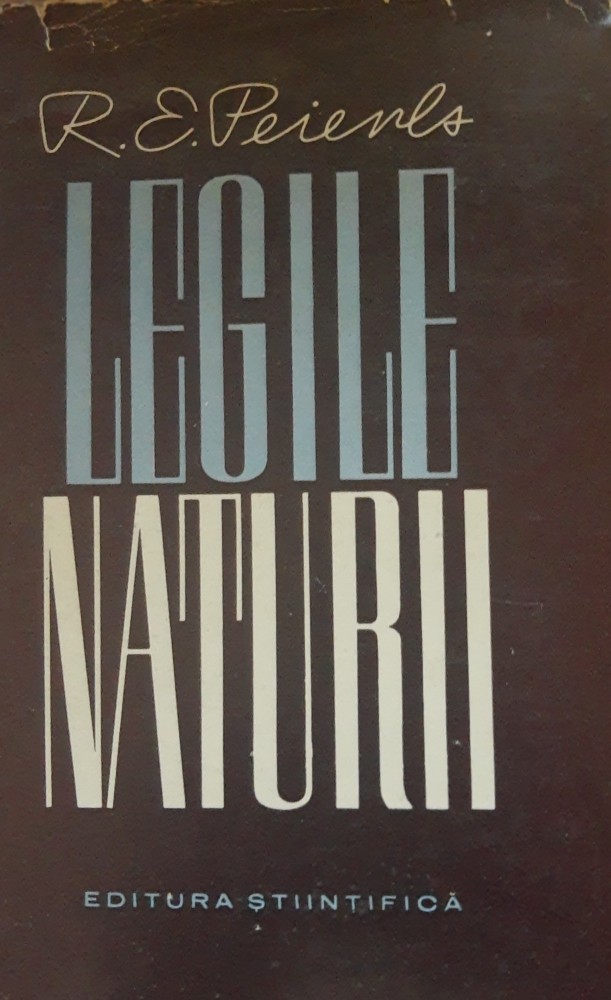 R. E. Peierls
LEGILE
NATURII
EDITURA ȘTIINȚIFICĂ